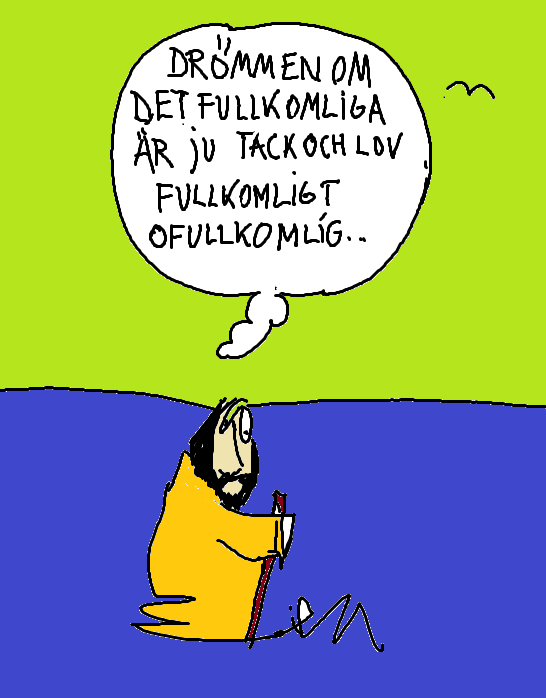 DRÖMMEN OM
DET FULLKOMLIGA
ÄR JU TACK OCH LOV
FULLKOMLIGT
OFULLKOMLIG..